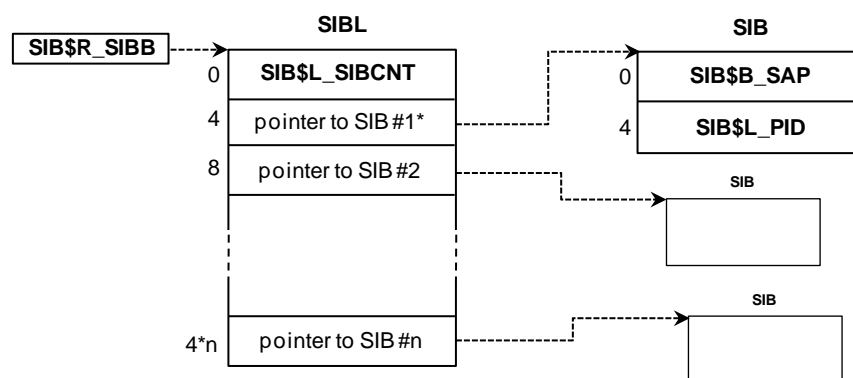 SIBL
SIB
SIB$R_SIBB
0
SIB$L_SIBCNT
0
SIB$B_SAP
4
pointer to SIB #1*
4
SIB$L_PID
8
pointer to SIB #2
SIB
SIB
4*n
pointer to SIB #n